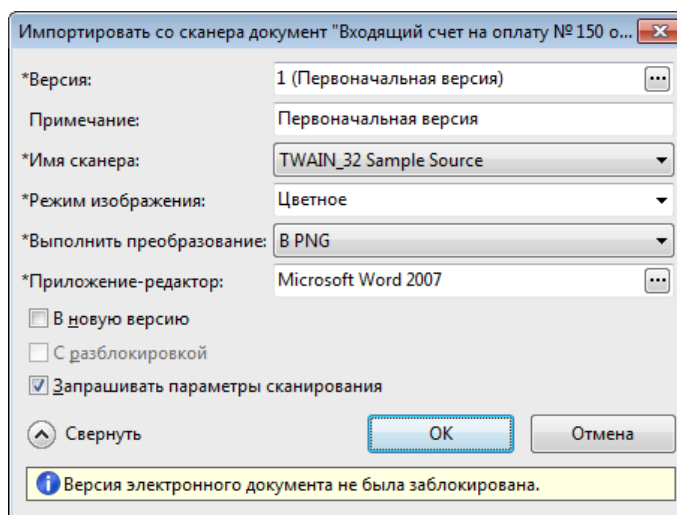 Импортировать со сканера документ "Входящий счет на оплату № 150 о...
*Версия: 1 (Первоначальная версия)
Примечание: Первоначальная версия
*Имя сканера: TWAIN_32 Sample Source
*Режим изображения: Цветное
*Выполнить преобразование: В PNG
*Приложение-редактор: Microsoft Word 2007
В новую версию
С разблокировкой
Запрашивать параметры сканирования
Свернуть ОК Отмена
Версия электронного документа не была заблокирована.